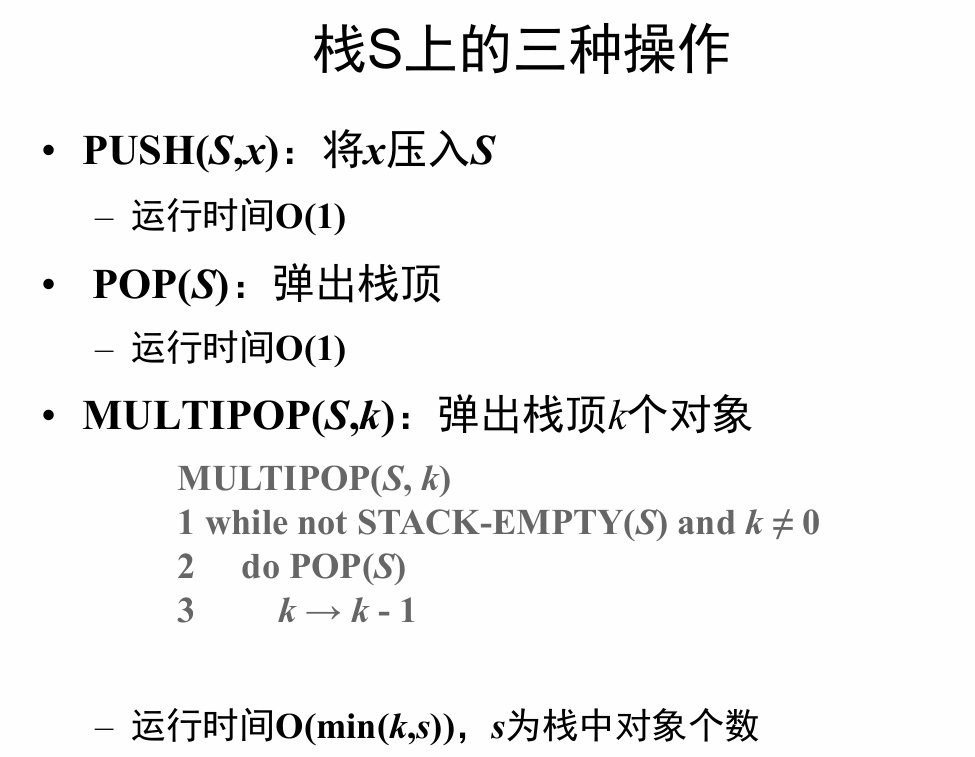 栈S上的三种操作
• PUSH(S,x)：将x压入S
– 运行时间O(1)
• POP(S)：弹出栈顶
– 运行时间O(1)
• MULTIPOP(S,k)：弹出栈顶k个对象
MULTIPOP(S, k)
1 while not STACK-EMPTY(S) and k ≠ 0
2 do POP(S)
3 k → k - 1
– 运行时间O(min(k,s))，s为栈中对象个数